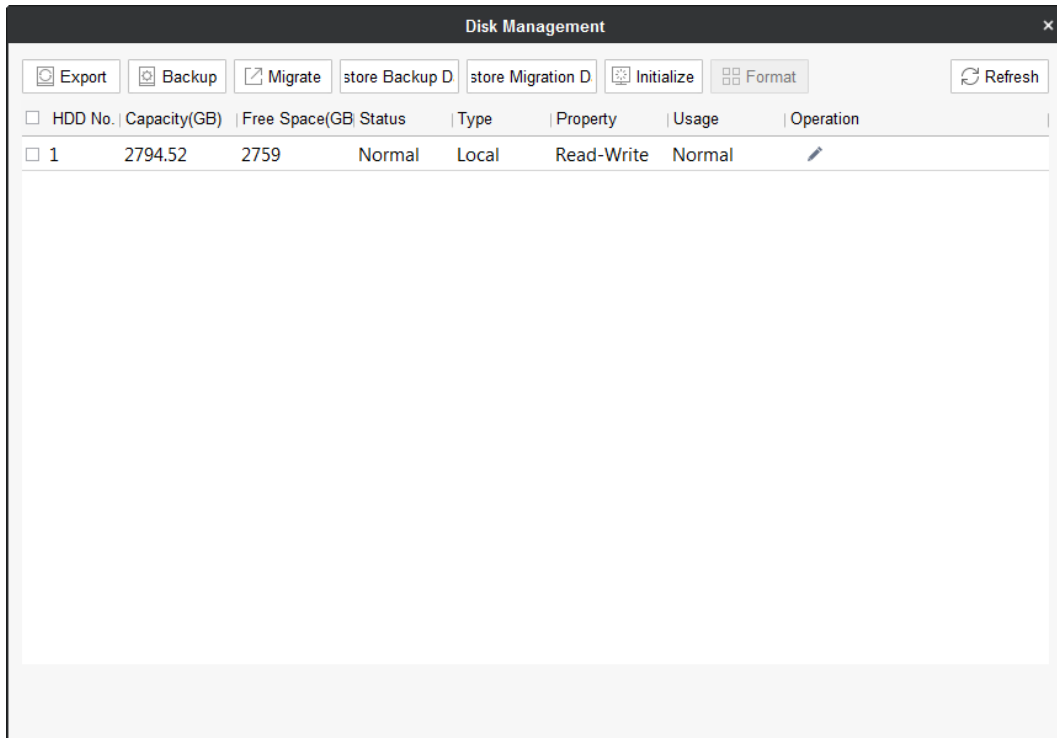 Disk Management
Export Backup Migrate store Backup D store Migration D Initialize Format Refresh
HDD No. Capacity(GB) Free Space(GB Status Type Property Usage Operation
1 2794.52 2759 Normal Local Read-Write Normal